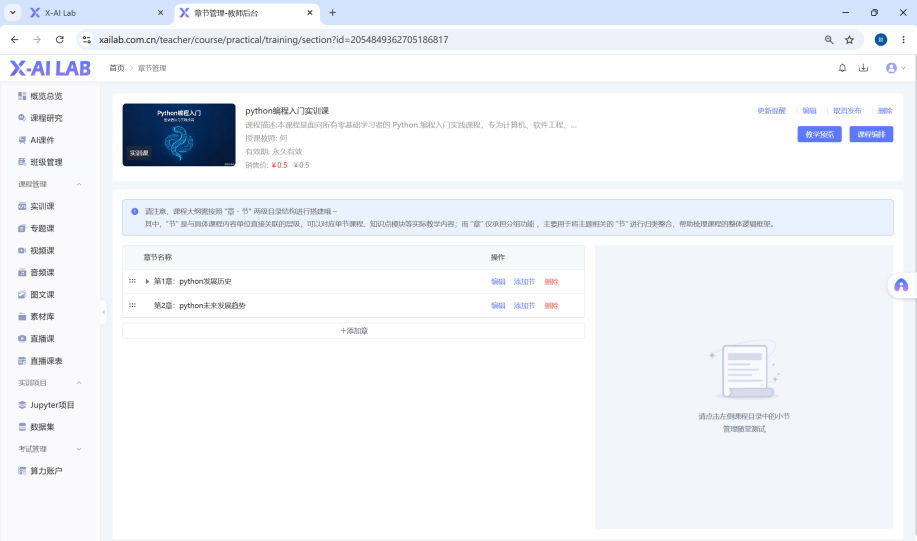 X-AI Lab
章节管理-教师后台
xailab.com.cn/teacher/course/practical/training/section?id=2054849362705186817
X-AI LAB
首页 > 章节管理
概览总览
课程研究
AI课件
班级管理
课程管理
实训课
专题课
视频课
音频课
图文课
素材库
直播课
直播课表
实训项目
Jupyter项目
数据集
考试管理
算力账户
Python编程入门
实训课
python编程入门实训课
课程描述:本课程是面向所有零基础学习者的 Python 编程入门实践课程，专为计算机、软件工程、...
授课教师: 何
有效期: 永久有效
销售价: ￥0.5 ￥0.5
更新提醒 编辑 取消发布 删除
教学预览 课程编排
请注意，课程大纲需按照 "章 - 节" 两级目录结构进行搭建哦～
其中，"节" 是与具体课程内容单位直接关联的层级，可以对应单节课程、知识点模块等实际教学内容；而 "章" 仅承担分组功能，主要用于将主题相关的 "节" 进行归类整合，帮助梳理课程的整体逻辑框架。
章节名称 操作
第1章：python发展历史 编辑 添加节 删除
第2章：python未来发展趋势 编辑 添加节 删除
+添加章
请点击左侧课程目录中的小节
管理随堂测试